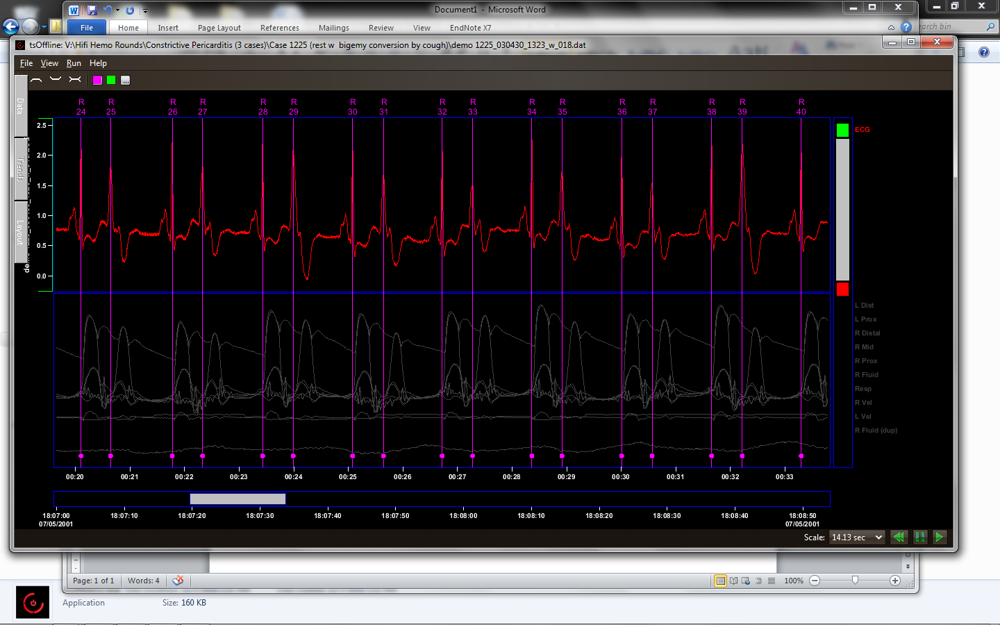 Document1 - Microsoft Word
File Home Insert Page Layout References Mailings Review View EndNote X7
bin
tsOffline: V:\Hifi Hemo Rounds\Constrictive Pericarditis (3 cases)\Case 1225 (rest w  bigemy conversion by cough)\demo 1225_030430_1323_w_018.dat
File View Run Help
R R R R R R R R R R R R R R R R R
24 25 26 27 28 29 30 31 32 33 34 35 36 37 38 39 40
Data
Trends
Layout
2.5
2.0
1.5
1.0
0.5
0.0
ECG
L Dist
L Prox
R Distal
R Mid
R Prox
R Fluid
Resp
R Vel
L Vel
R Fluid (dup)
00:20 00:21 00:22 00:23 00:24 00:25 00:26 00:27 00:28 00:29 00:30 00:31 00:32 00:33
18:07:00 18:07:10 18:07:20 18:07:30 18:07:40 18:07:50 18:08:00 18:08:10 18:08:20 18:08:30 18:08:40 18:08:50
07/05/2001 07/05/2001
Scale: 14.13 sec
Page: 1 of 1 Words: 4 100%
Application Size: 160 KB